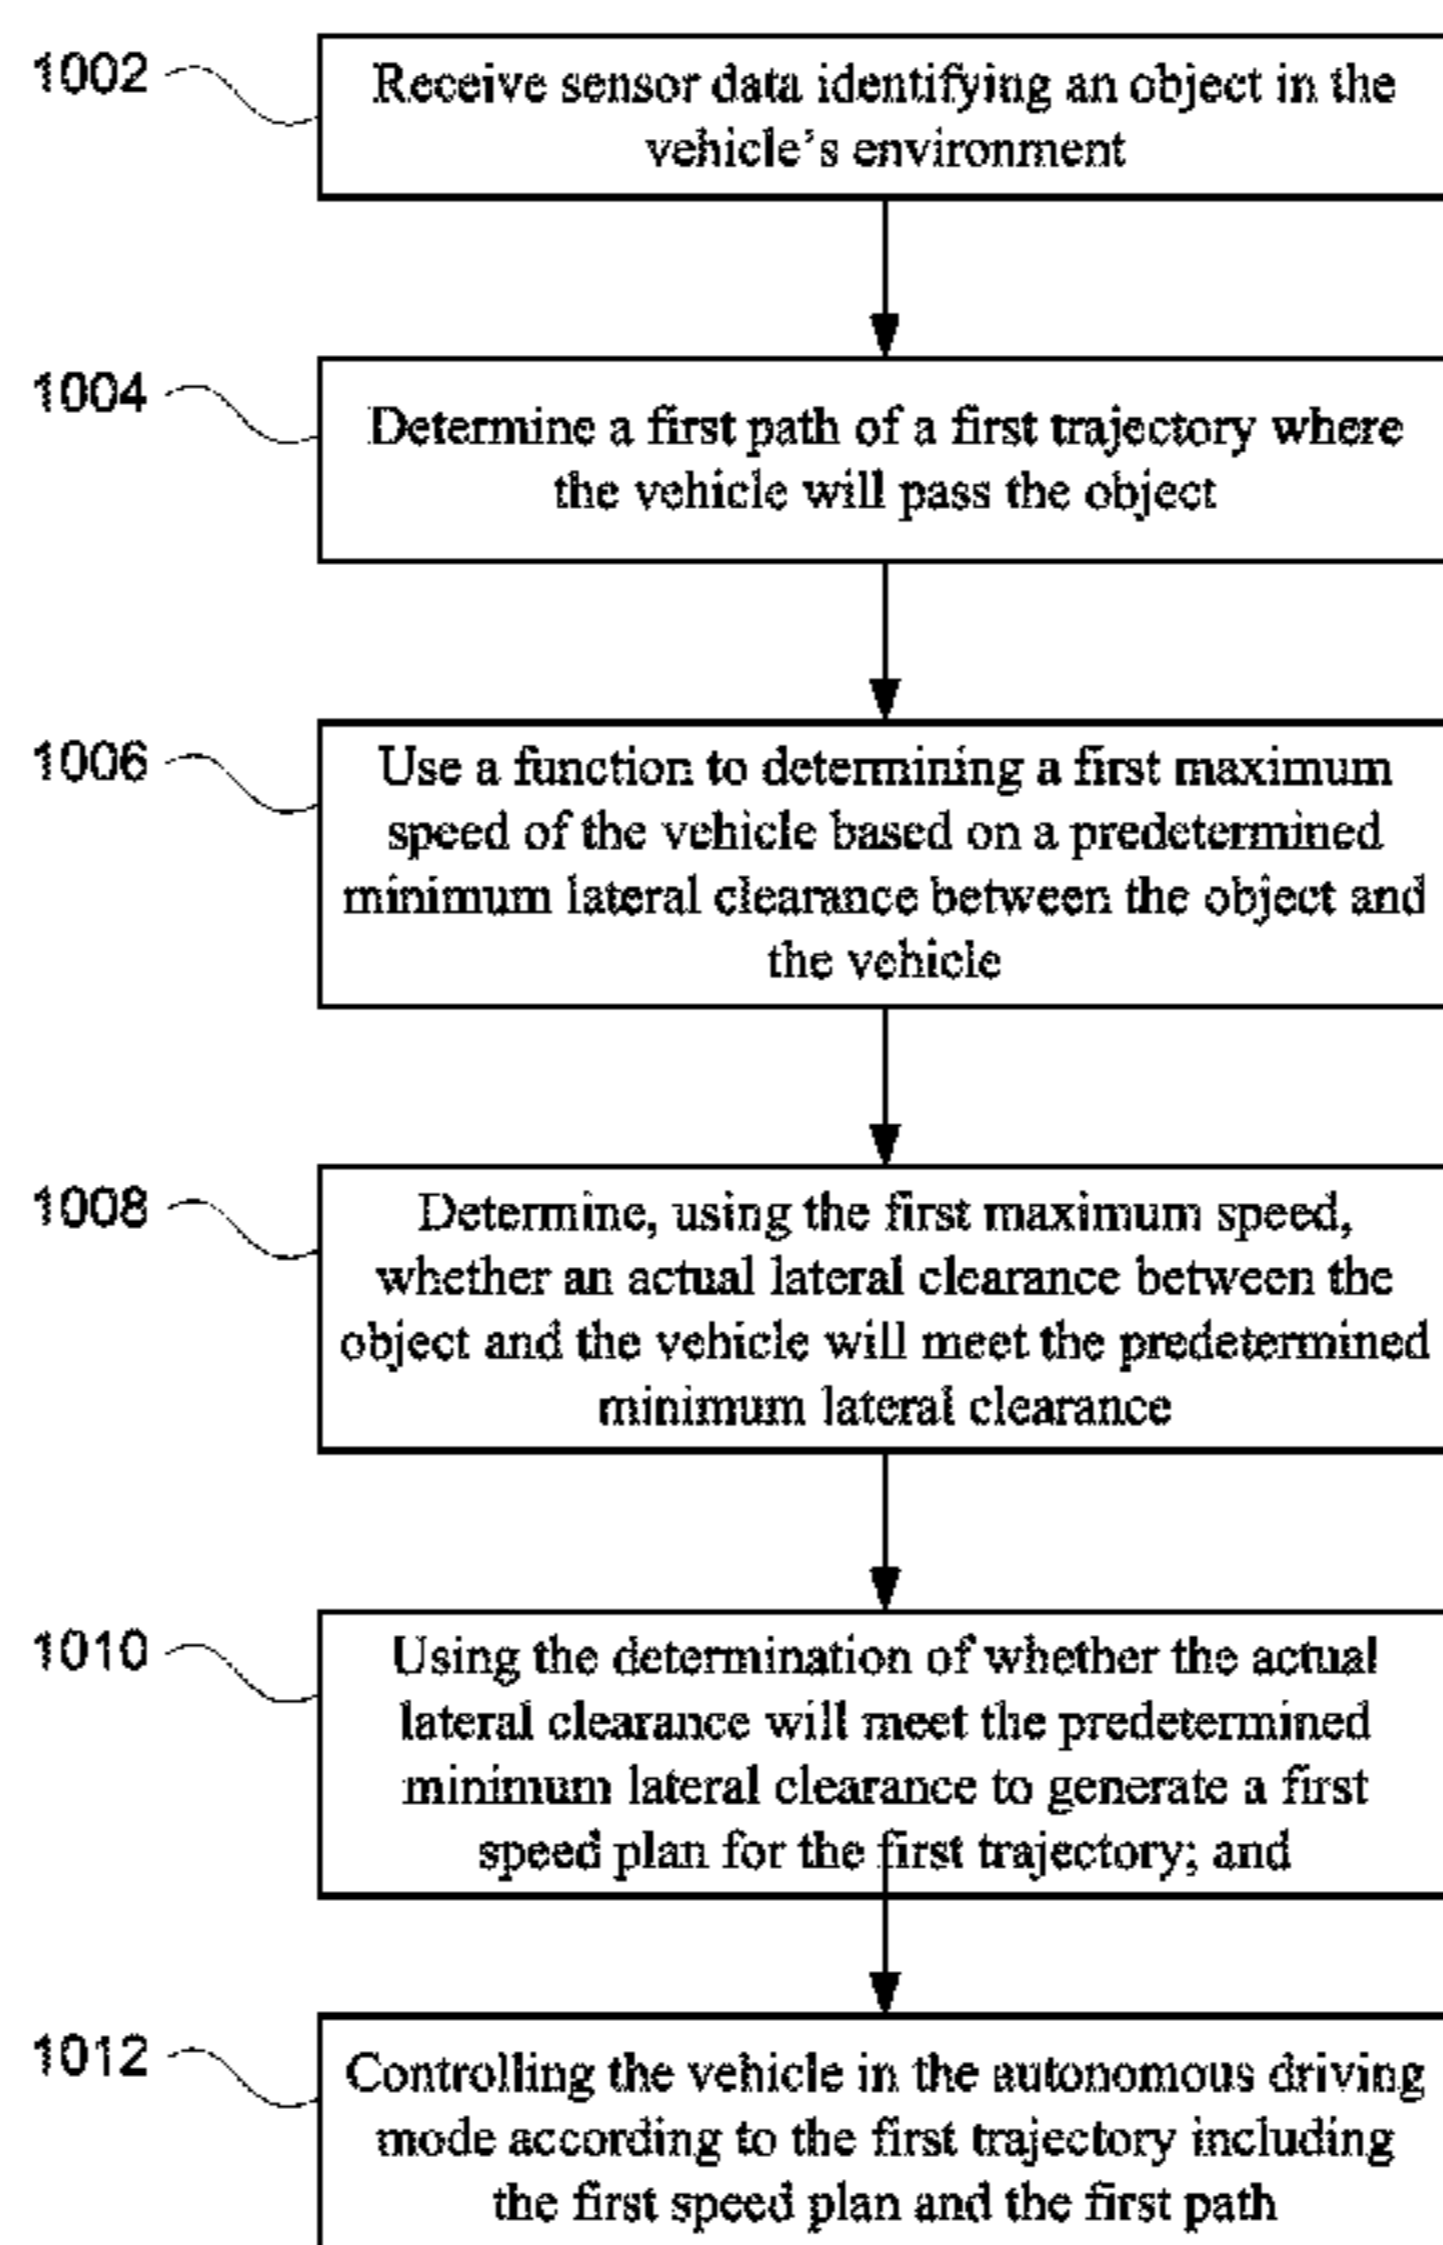 1002
Receive sensor data identifying an object in the
vehicle's environment
1004
Determine a first path of a first trajectory where
the vehicle will pass the object
1006
Use a function to determining a first maximum
speed of the vehicle based on a predetermined
minimum lateral clearance between the object and
the vehicle
1008
Determine, using the first maximum speed,
whether an actual lateral clearance between the
object and the vehicle will meet the predetermined
minimum lateral clearance
1010
Using the determination of whether the actual
lateral clearance will meet the predetermined
minimum lateral clearance to generate a first
speed plan for the first trajectory; and
1012
Controlling the vehicle in the autonomous driving
mode according to the first trajectory including
the first speed plan and the first path